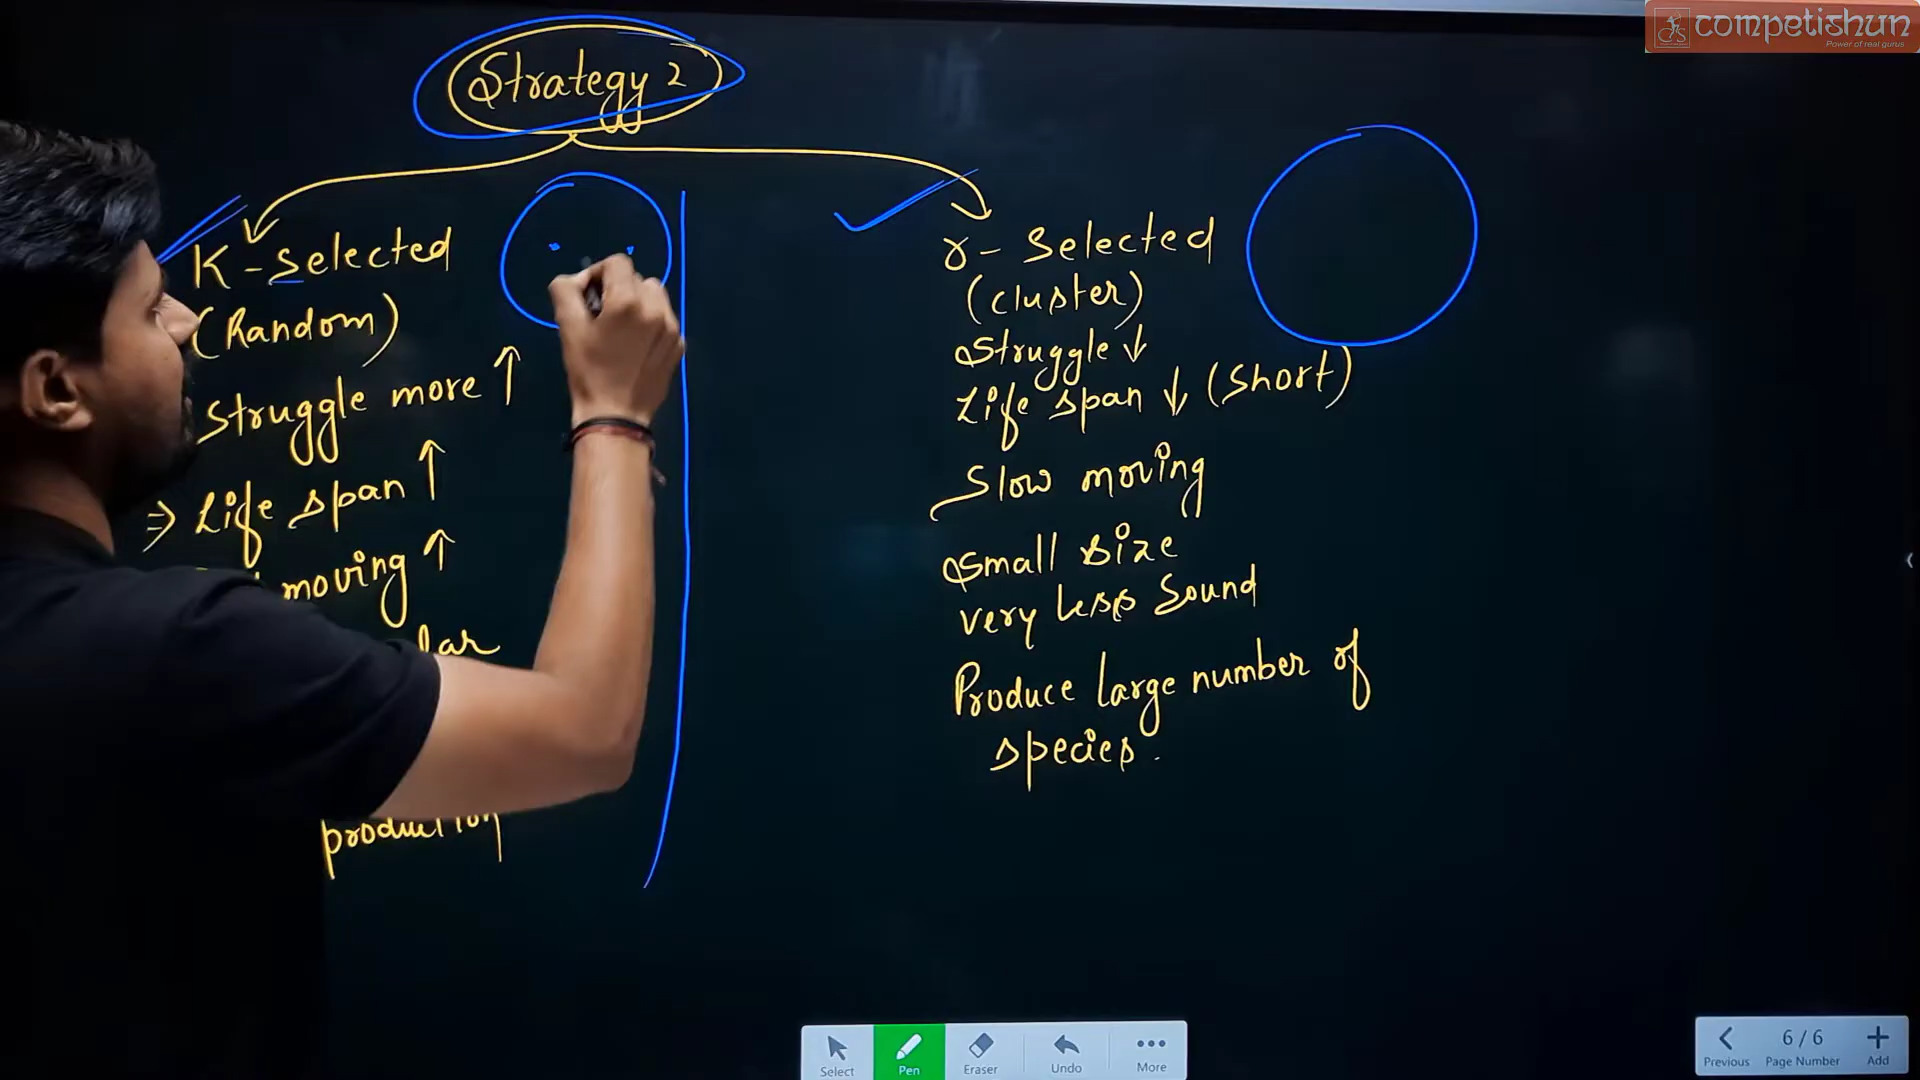 competishun
Power of real gurus
Strategy 2
K-Selected
(Random)
Struggle more ↑
⇒ Life span ↑
moving ↑
production
r- Selected
(cluster)
Struggle ↓
Life span ↓ (Short)
Slow moving
Small size
very less Sound
Produce large number of
species.
Select
Pen
Eraser
Undo
More
Previous
6 / 6
Page Number
Add